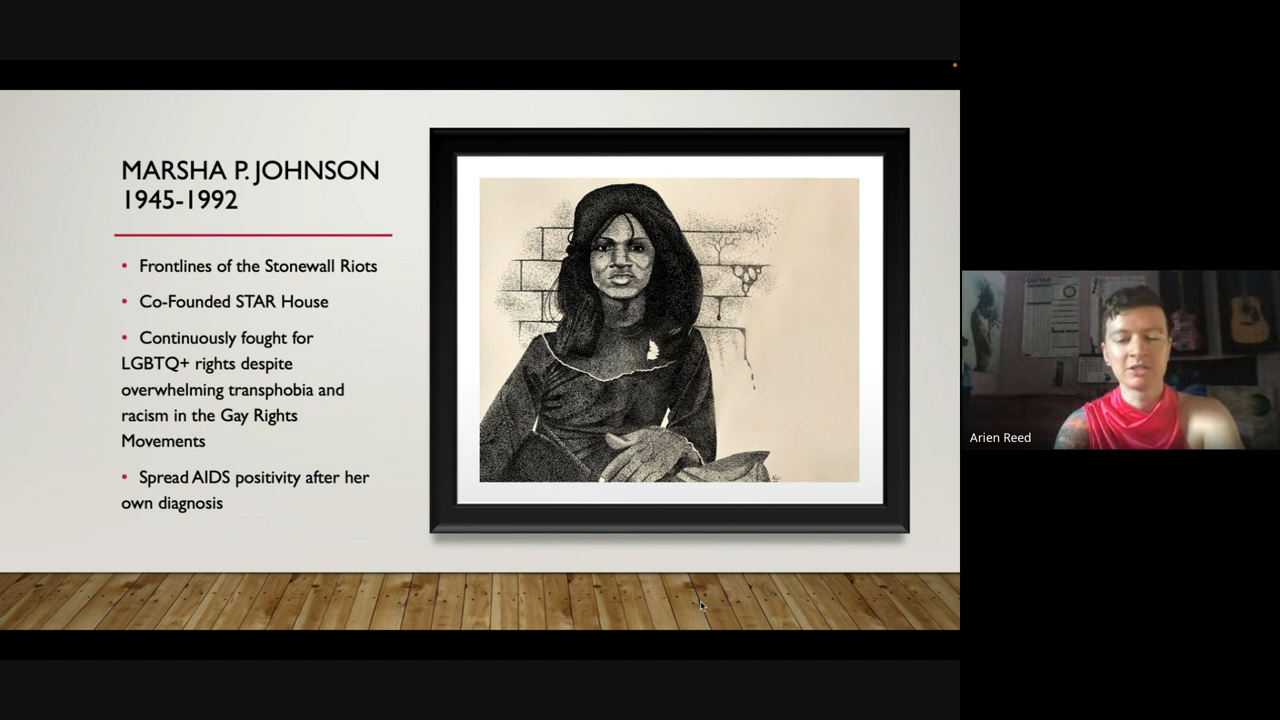 MARSHA P. JOHNSON
1945-1992
• Frontlines of the Stonewall Riots
• Co-Founded STAR House
• Continuously fought for
LGBTQ+ rights despite
overwhelming transphobia and
racism in the Gay Rights
Movements
• Spread AIDS positivity after her
own diagnosis
Arien Reed